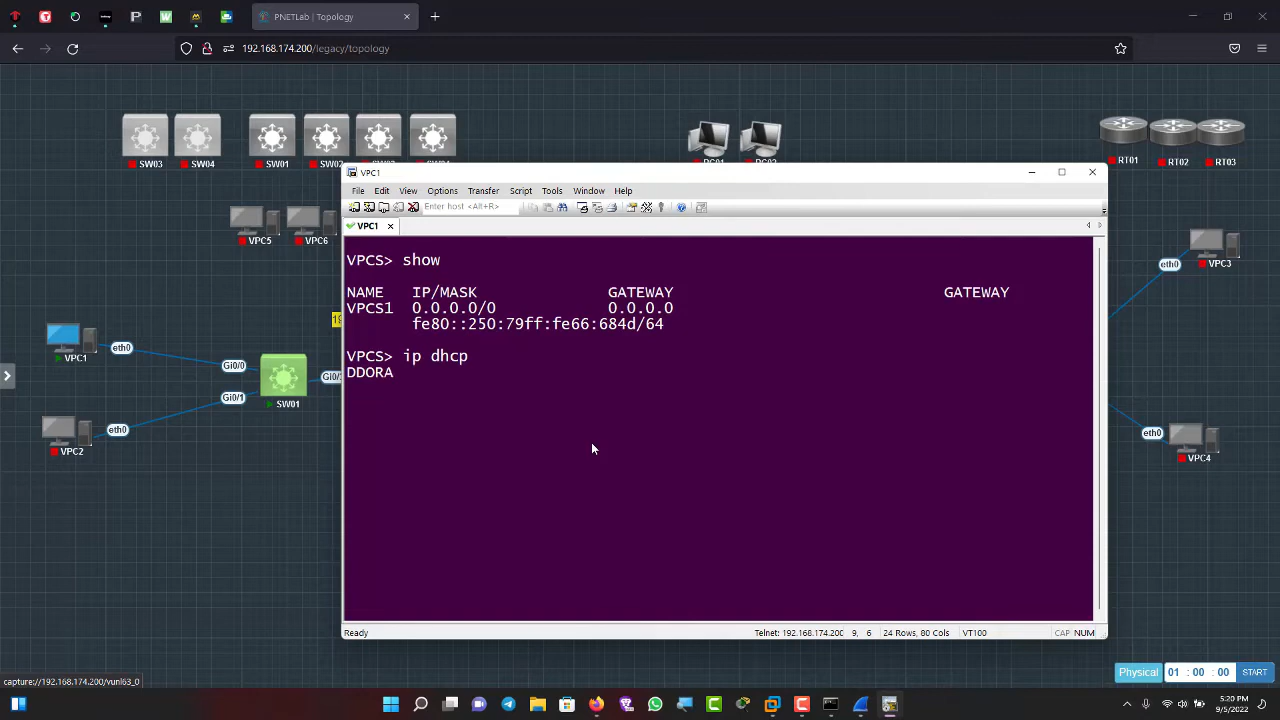 PNETLab | Topology
192.168.174.200/legacy/topology
SW03
SW04
SW01
SW02
RT01
RT02
RT03
VPC5
VPC6
VPC3
eth0
VPC1
eth0
Gi0/0
Gi0/1
SW01
VPC2
eth0
eth0
VPC4
VPC1
File Edit View Options Transfer Script Tools Window Help
Enter host <Alt+R>
VPC1
VPCS> show
NAME IP/MASK GATEWAY GATEWAY
VPCS1 0.0.0.0/0 0.0.0.0
fe80::250:79ff:fe66:684d/64
VPCS> ip dhcp
DDORA
Ready
Telnet: 192.168.174.200 9, 6 24 Rows, 80 Cols VT100 CAP NUM
Physical 01 : 00 : 00 START
capture://192.168.174.200/vunl63_0
5:20 PM
9/5/2022